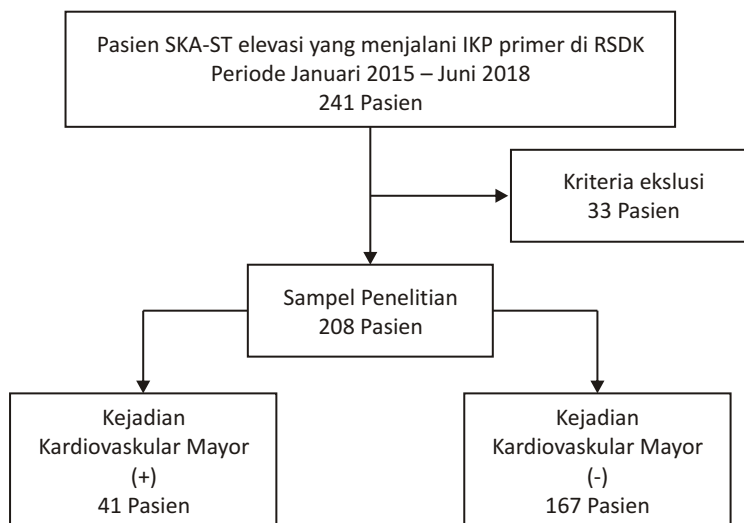 Pasien SKA-ST elevasi yang menjalani IKP primer di RSDK
Periode Januari 2015 – Juni 2018
241 Pasien
Kriteria ekslusi
33 Pasien
Sampel Penelitian
208 Pasien
Kejadian
Kardiovaskular Mayor
(+)
41 Pasien
Kejadian
Kardiovaskular Mayor
(-)
167 Pasien